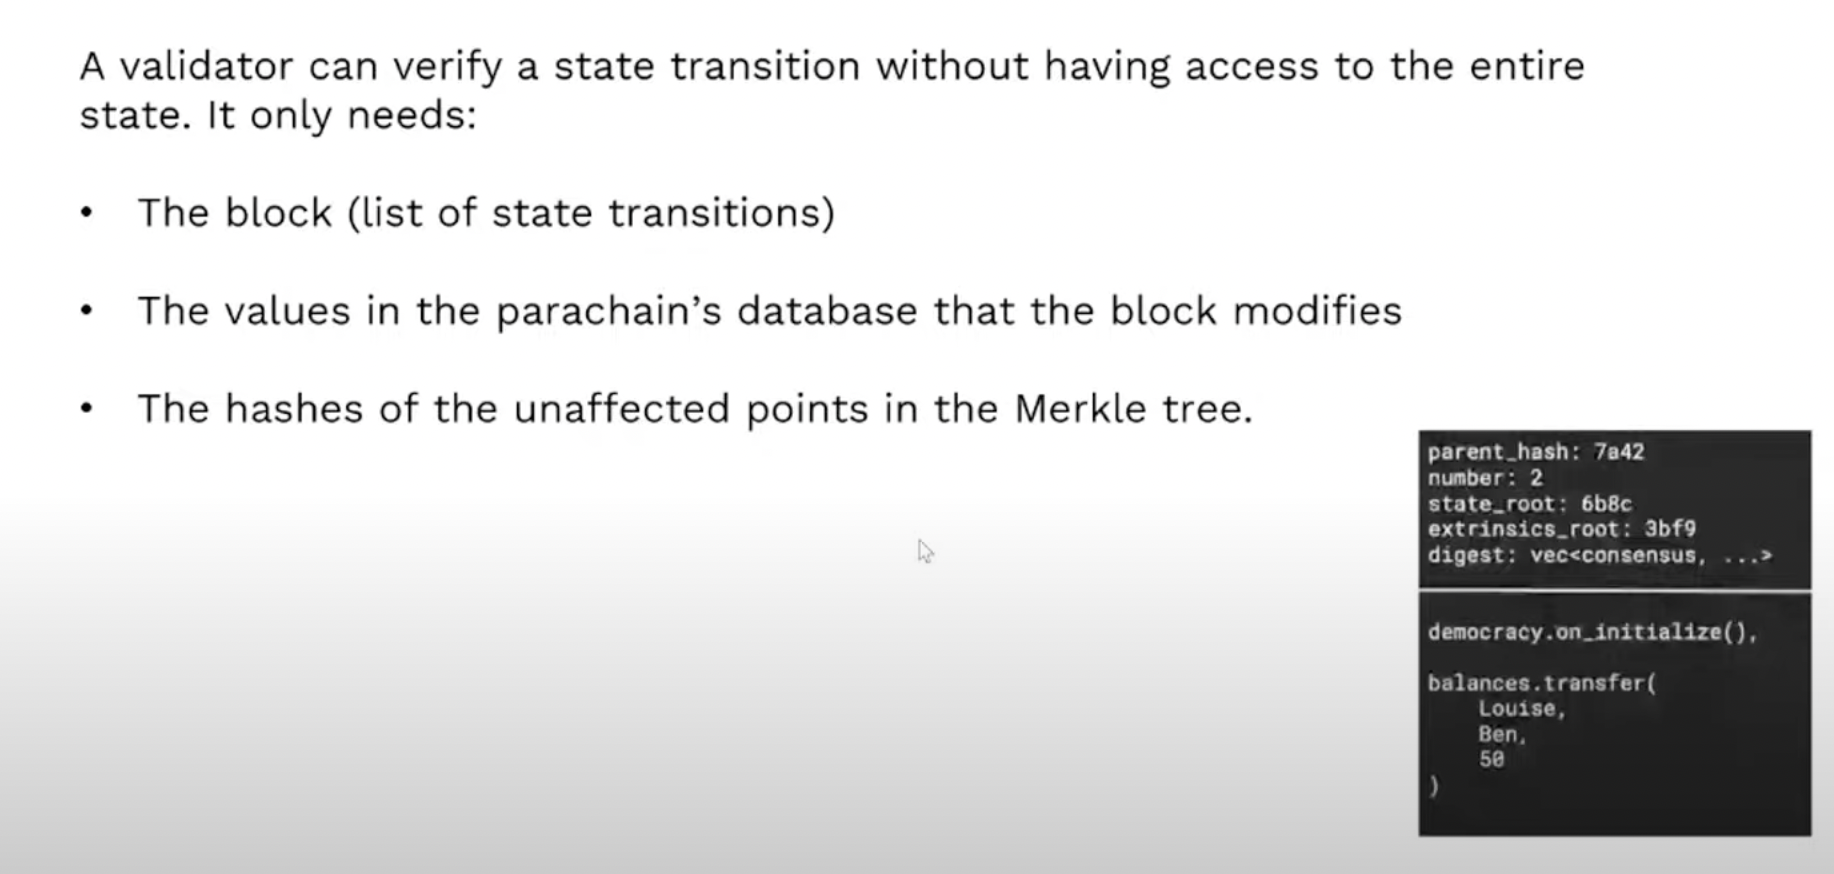 A validator can verify a state transition without having access to the entire
state. It only needs:
• The block (list of state transitions)
• The values in the parachain’s database that the block modifies
• The hashes of the unaffected points in the Merkle tree.
parent_hash: 7a42
number: 2
state_root: 6b8c
extrinsics_root: 3bf9
digest: vec<consensus, ...>
democracy.on_initialize(),
balances.transfer(
Louise,
Ben,
50
)